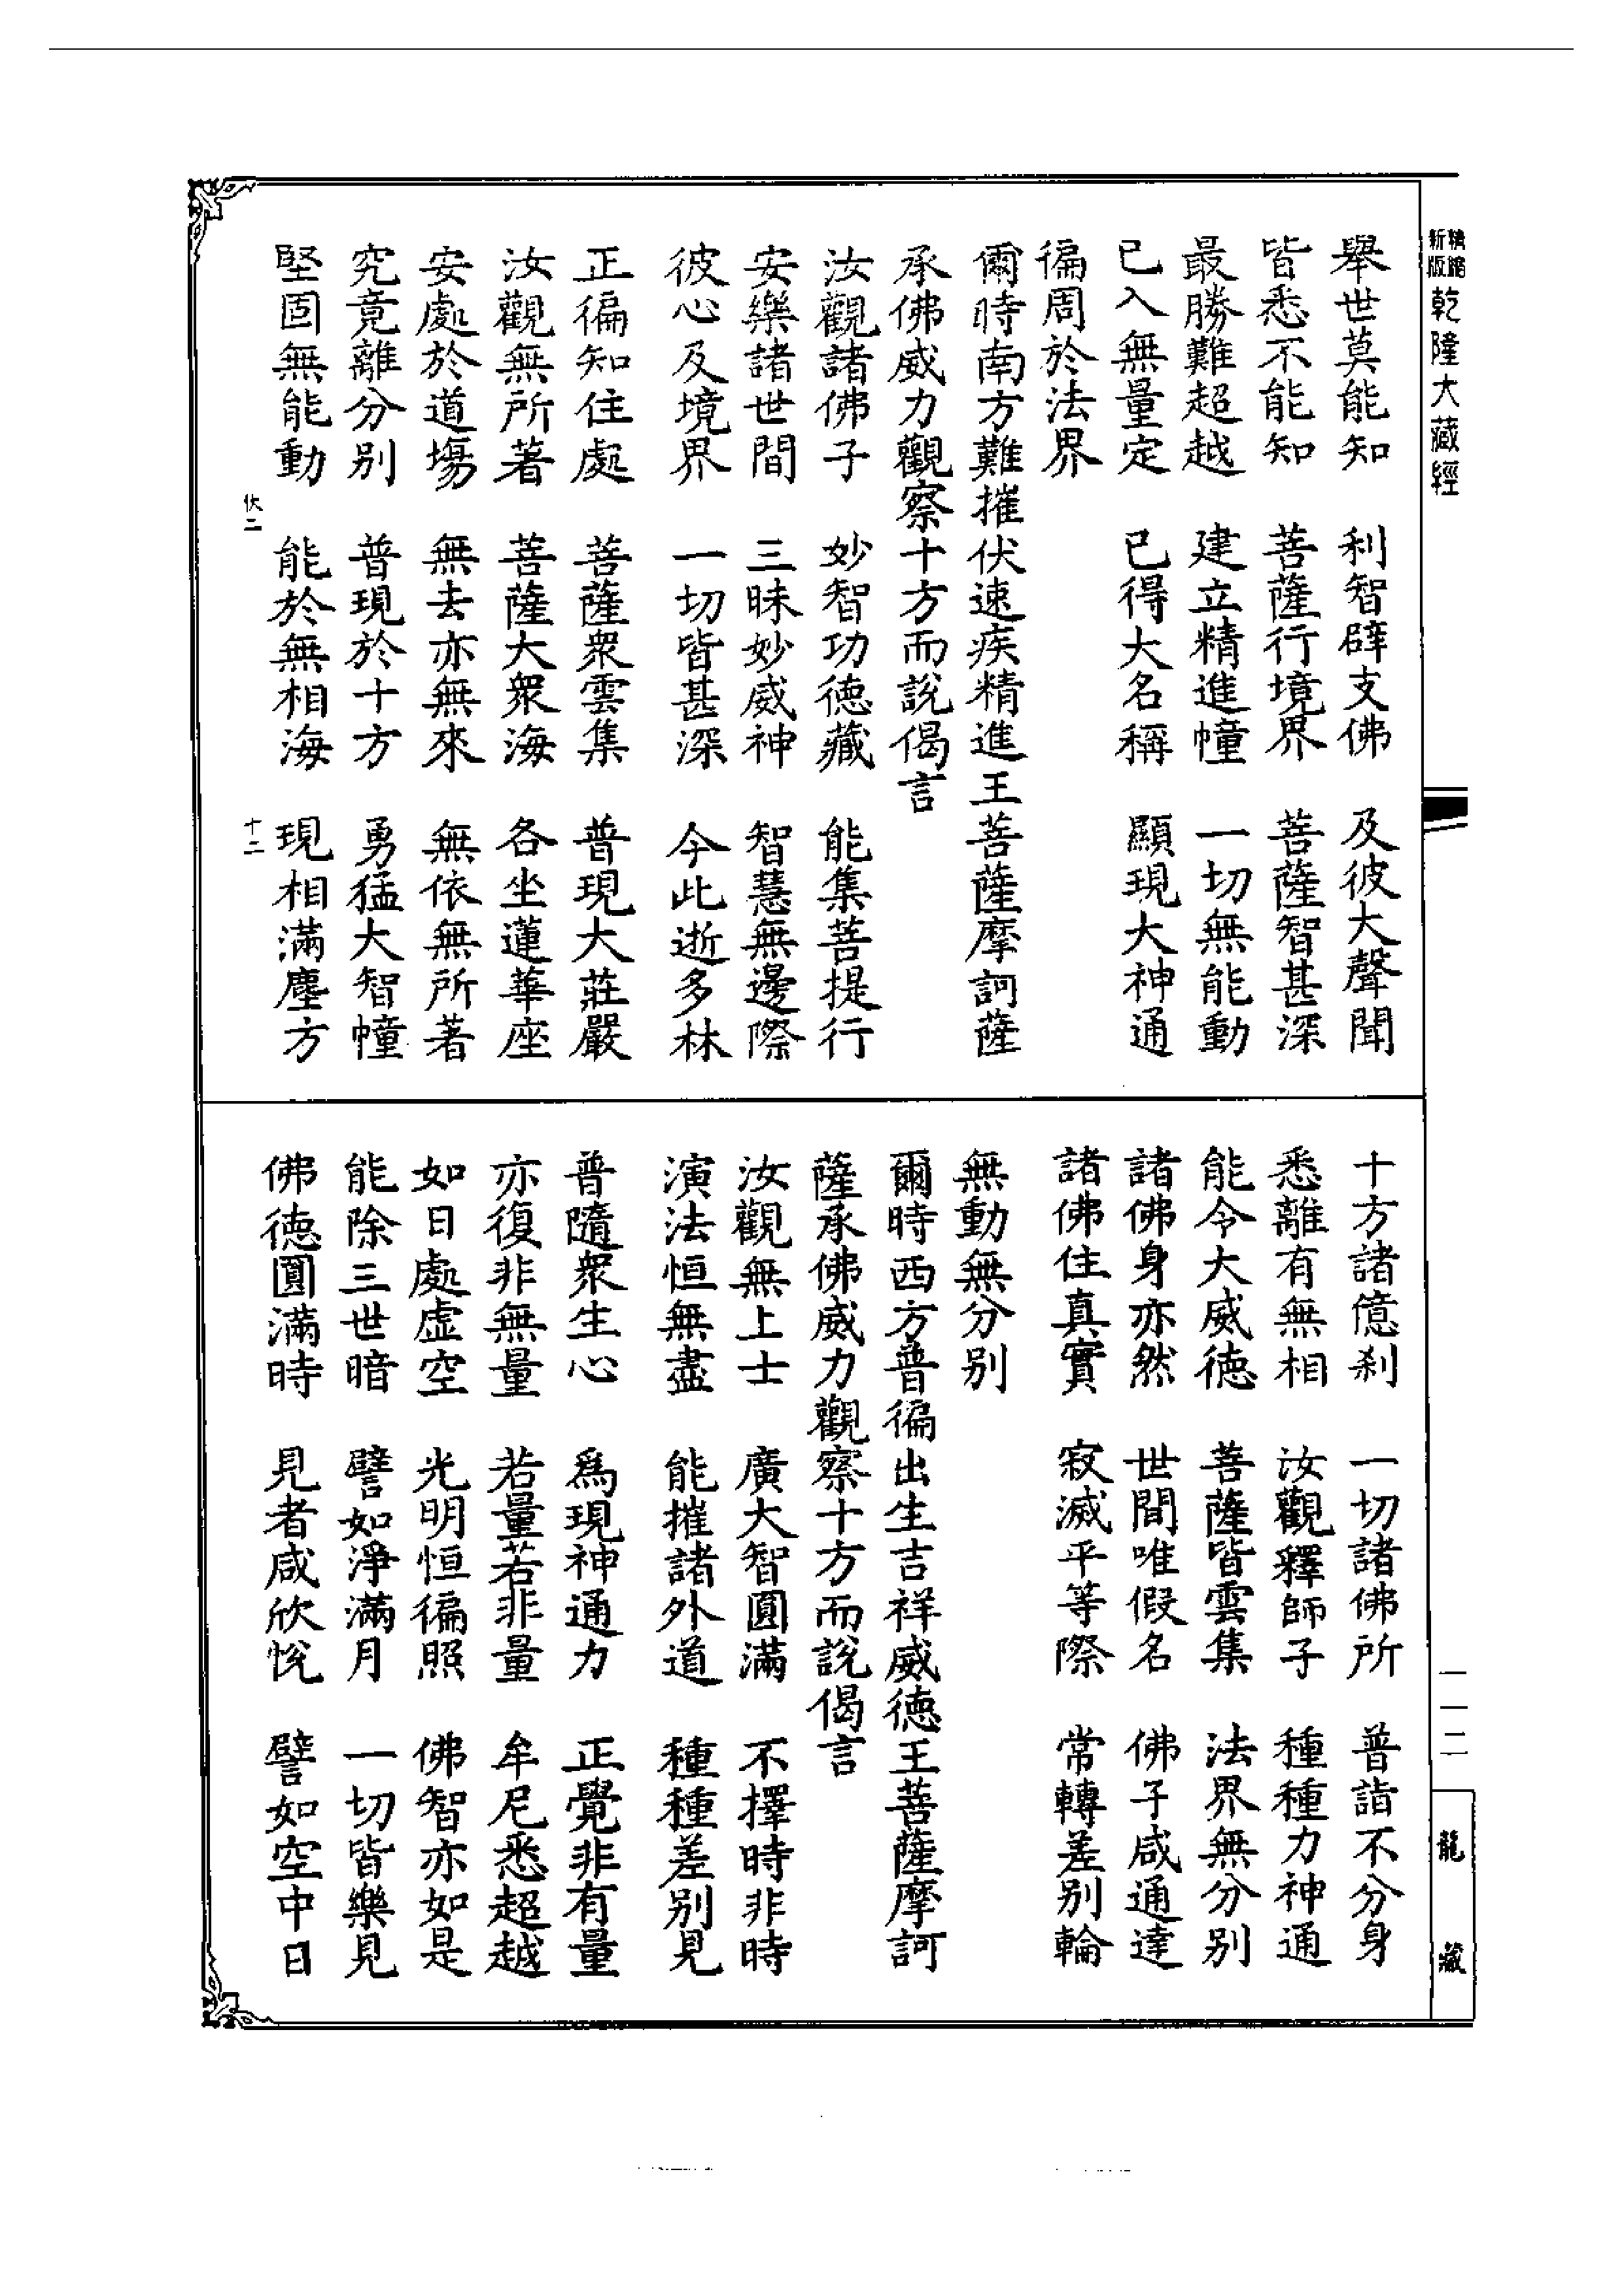 新版精縮乾隆大藏經
舉世莫能知　利智辟支佛　及彼大聲聞
皆悉不能知　菩薩行境界　菩薩智甚深
最勝難超越　建立精進幢　一切無能動
已入無量定　已得大名稱　顯現大神通
徧周於法界
爾時南方難摧伏速疾精進王菩薩摩訶薩
承佛威力觀察十方而說偈言
汝觀諸佛子　妙智功德藏　能集菩提行
安樂諸世間　三昧妙威神　智慧無邊際
彼心及境界　一切皆甚深　今此逝多林
正徧知住處　菩薩眾雲集　普現大莊嚴
汝觀無所著　菩薩大眾海　各坐蓮華座
安處於道場　無去亦無來　無依無所著
究竟離分別　普現於十方　勇猛大智幢
堅固無能動　能於無相海　現相滿塵方
伏二　十二
十方諸億刹　一切諸佛所　普詣不分身
悉離有無相　汝觀釋師子　種種力神通
能令大威德　菩薩皆雲集　法界無分別
諸佛身亦然　世間唯假名　佛子咸通達
諸佛住真實　寂滅平等際　常轉差別輪
無動無分別
爾時西方普徧出生吉祥威德王菩薩摩訶
薩承佛威力觀察十方而說偈言
汝觀無上士　廣大智圓滿　不擇時非時
演法恒無盡　能摧諸外道　種種差別見
普隨眾生心　為現神通力　正覺非有量
亦復非無量　若量若非量　牟尼悉超越
如日處虛空　光明恒徧照　佛智亦如是
能除三世暗　譬如淨滿月　一切皆樂見
佛德圓滿時　見者咸欣悅　譬如空中日
一一二
龍藏